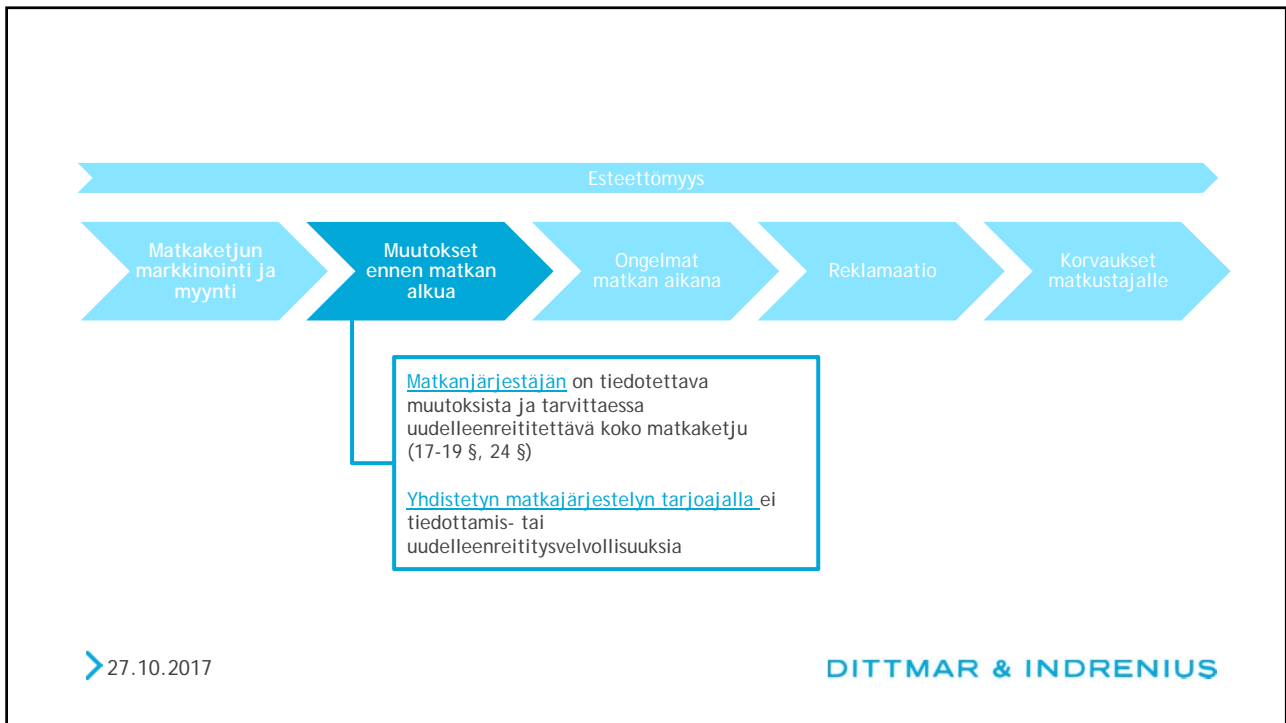 Esteettömyys
Matkaketjun
markkinointi ja
myynti
Muutokset
ennen matkan
alkua
Ongelmat
matkan aikana
Reklamaatio
Korvaukset
matkustajalle
Matkanjärjestäjän on tiedotettava
muutoksista ja tarvittaessa
uudelleenreititettävä koko matkaketju
(17-19 §, 24 §)
Yhdistetyn matkajärjestelyn tarjoajalla ei
tiedottamis- tai
uudelleenreititysvelvollisuuksia
27.10.2017
DITTMAR & INDRENIUS